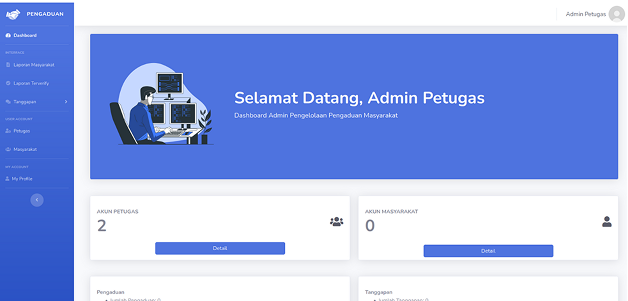 PENGADUAN
Admin Petugas
Dashboard
INTERFACE
Laporan Masyarakat
Laporan Terverify
Tanggapan
USER ACCOUNT
Petugas
Masyarakat
MY ACCOUNT
My Profile
Selamat Datang, Admin Petugas
Dashboard Admin Pengelolaan Pengaduan Masyarakat
AKUN PETUGAS
2
Detail
AKUN MASYARAKAT
0
Detail
Pengaduan
Jumlah Pengaduan: 0
Tanggapan
Jumlah Tanggapan: 0